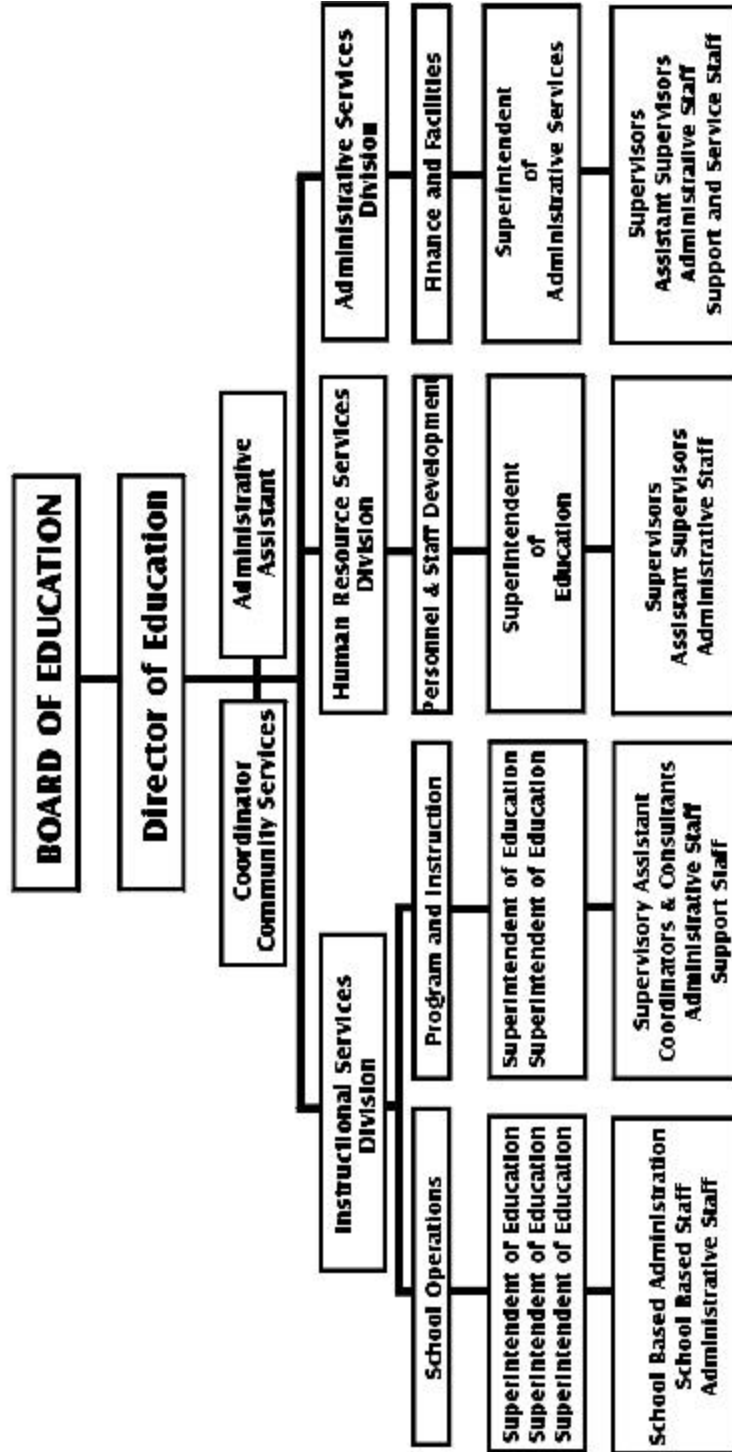 BOARD OF EDUCATION
Director of Education
Coordinator
Community Services
Administrative
Assistant
Instructional Services
Division
Human Resource Services
Division
Administrative Services
Division
School Operations
Program and Instruction
Personnel & Staff Development
Finance and Facilities
Superintendent of Education
Superintendent of Education
Superintendent of Education
Superintendent of Education
Superintendent of Education
Superintendent
of
Education
Superintendent
of
Administrative Services
School Based Administration
School Based Staff
Administrative Staff
Supervisory Assistant
Coordinators & Consultants
Administrative Staff
Support Staff
Supervisors
Assistant Supervisors
Administrative Staff
Supervisors
Assistant Supervisors
Administrative Staff
Support and Service Staff